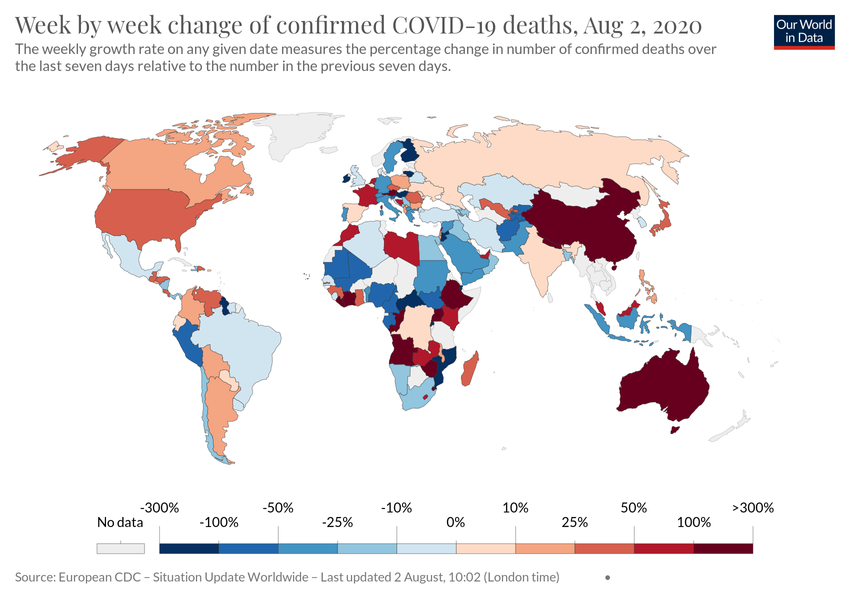 Week by week change of confirmed COVID-19 deaths, Aug 2, 2020
Our World
in Data
The weekly growth rate on any given date measures the percentage change in number of confirmed deaths over
the last seven days relative to the number in the previous seven days.
-300% -50% -10% 10% 50% >300%
No data -100% -25% 0% 25% 100%
Source: European CDC – Situation Update Worldwide – Last updated 2 August, 10:02 (London time)